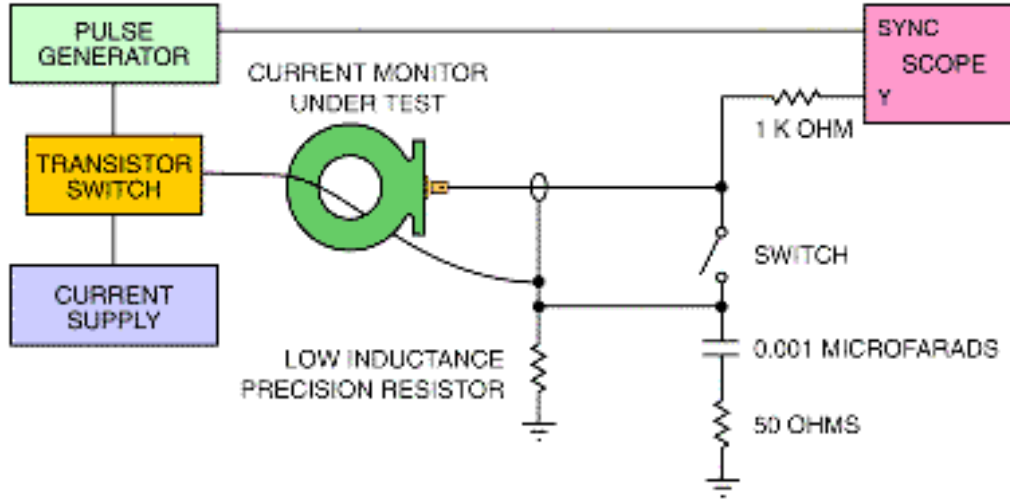 PULSE
GENERATOR
SYNC
SCOPE
Y
CURRENT MONITOR
UNDER TEST
1 K OHM
TRANSISTOR
SWITCH
SWITCH
CURRENT
SUPPLY
LOW INDUCTANCE
PRECISION RESISTOR
0.001 MICROFARADS
50 OHMS